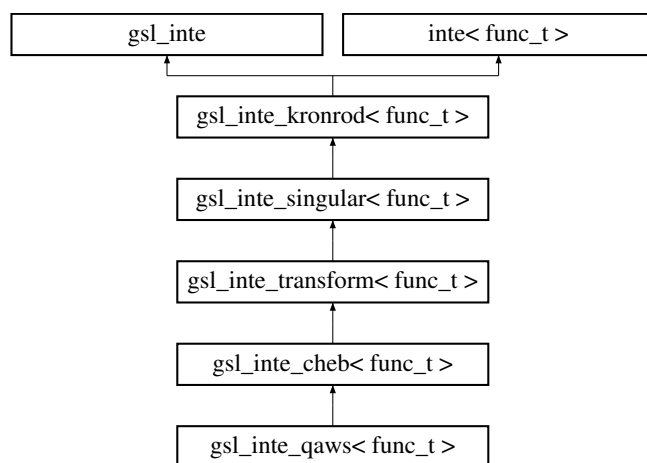 gsl_inte
inte< func_t >
gsl_inte_kronrod< func_t >
gsl_inte_singular< func_t >
gsl_inte_transform< func_t >
gsl_inte_cheb< func_t >
gsl_inte_qaws< func_t >